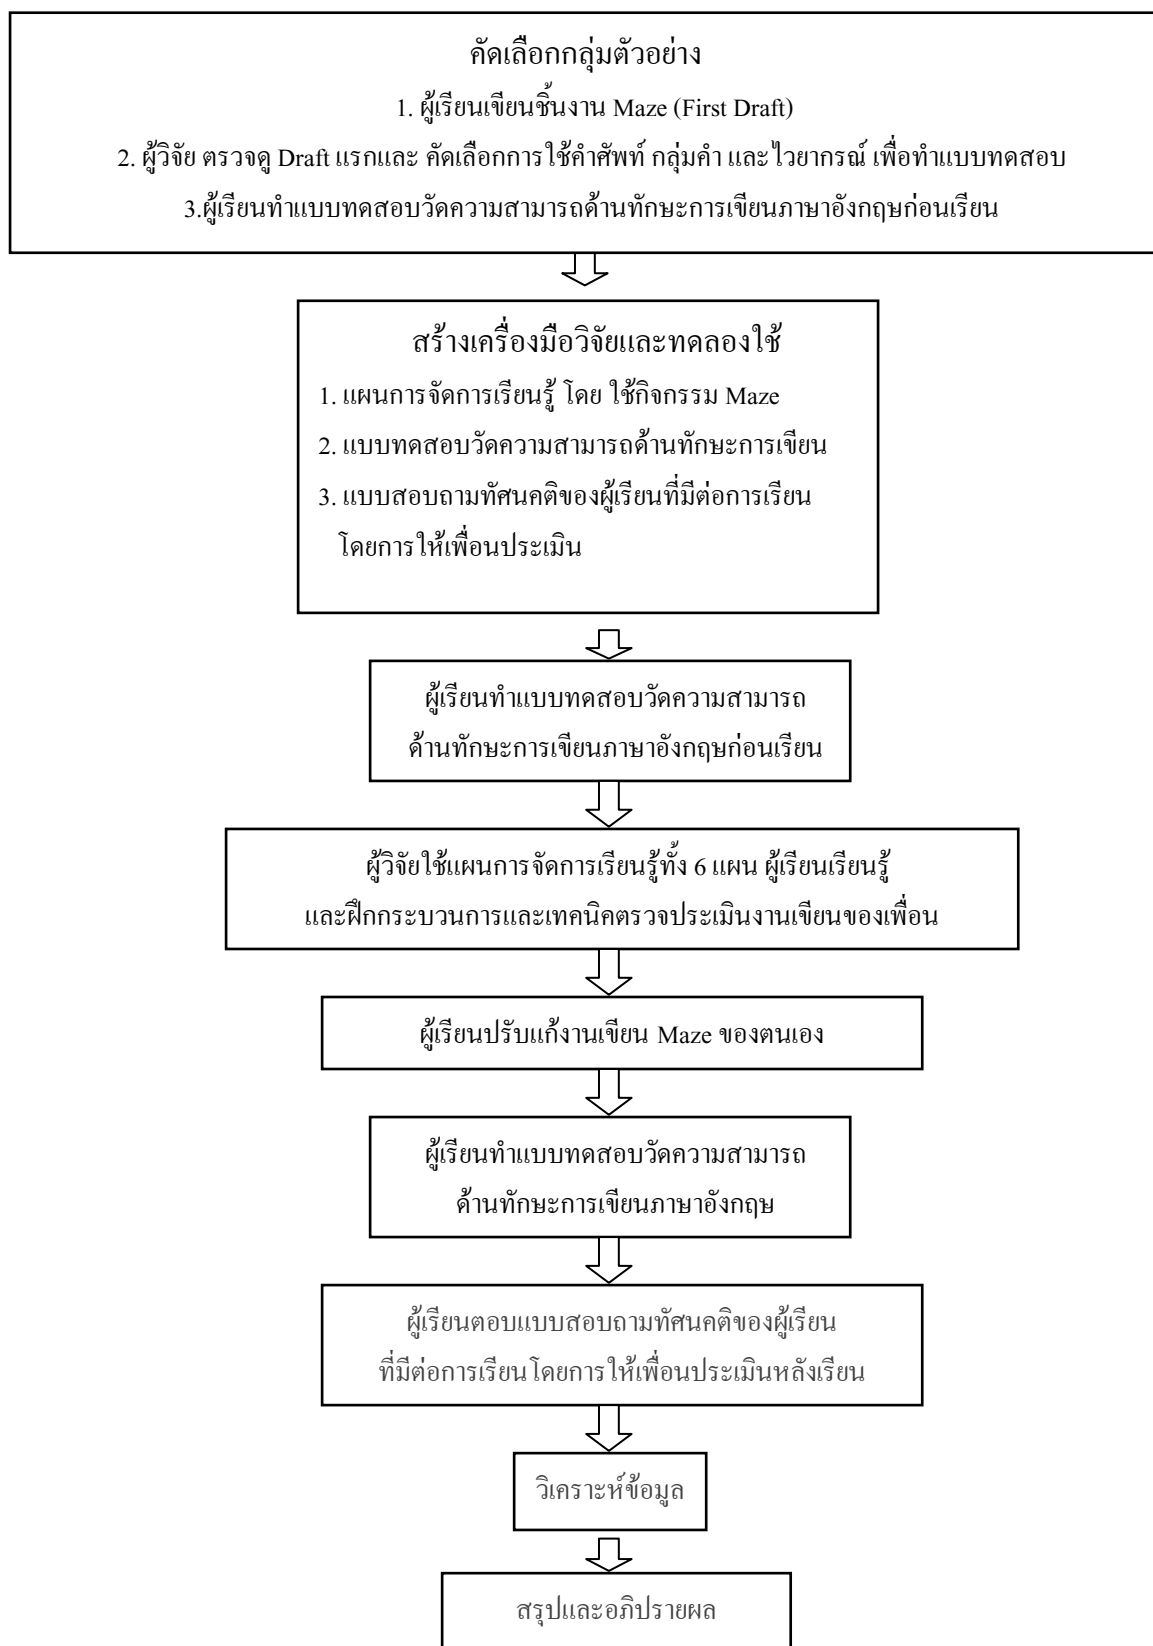 คัดเลือกกลุ่มตัวอย่าง
1. ผู้เรียนเขียนชิ้นงาน Maze (First Draft)
2. ผู้วิจัย ตรวจดู Draft แรกและ คัดเลือกการใช้คำศัพท์ กลุ่มคำ และไวยากรณ์ เพื่อทำแบบทดสอบ
3.ผู้เรียนทำแบบทดสอบวัดความสามารถด้านทักษะการเขียนภาษาอังกฤษก่อนเรียน
สร้างเครื่องมือวิจัยและทดลองใช้
1. แผนการจัดการเรียนรู้ โดย ใช้กิจกรรม Maze
2. แบบทดสอบวัดความสามารถด้านทักษะการเขียน
3. แบบสอบถามทัศนคติของผู้เรียนที่มีต่อการเรียน
โดยการให้เพื่อนประเมิน
ผู้เรียนทำแบบทดสอบวัดความสามารถ
ด้านทักษะการเขียนภาษาอังกฤษก่อนเรียน
ผู้วิจัยใช้แผนการจัดการเรียนรู้ทั้ง 6 แผน ผู้เรียนเรียนรู้
และฝึกกระบวนการและเทคนิคตรวจประเมินงานเขียนของเพื่อน
ผู้เรียนปรับแก้งานเขียน Maze ของตนเอง
ผู้เรียนทำแบบทดสอบวัดความสามารถ
ด้านทักษะการเขียนภาษาอังกฤษ
ผู้เรียนตอบแบบสอบถามทัศนคติของผู้เรียน
ที่มีต่อการเรียนโดยการให้เพื่อนประเมินหลังเรียน
วิเคราะห์ข้อมูล
สรุปและอภิปรายผล